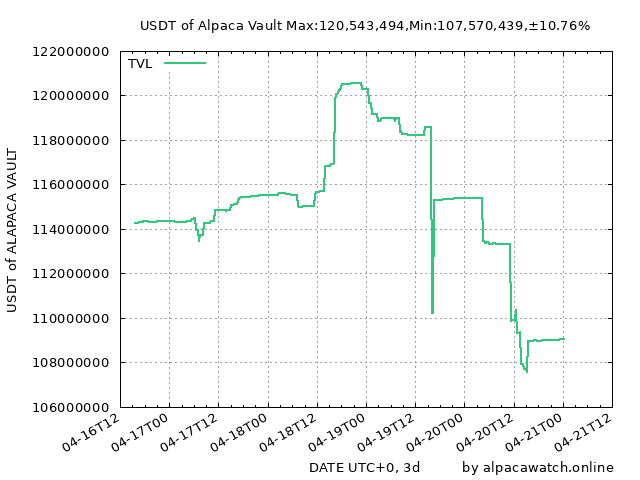 USDT of Alpaca Vault Max:120,543,494,Min:107,570,439,±10.76%
TVL
USDT of ALAPACA VAULT
122000000
120000000
118000000
116000000
114000000
112000000
110000000
108000000
106000000
04-16T12
04-17T00
04-17T12
04-18T00
04-18T12
04-19T00
04-19T12
04-20T00
04-20T12
04-21T00
04-21T12
DATE UTC+0, 3d
by alpacawatch.online